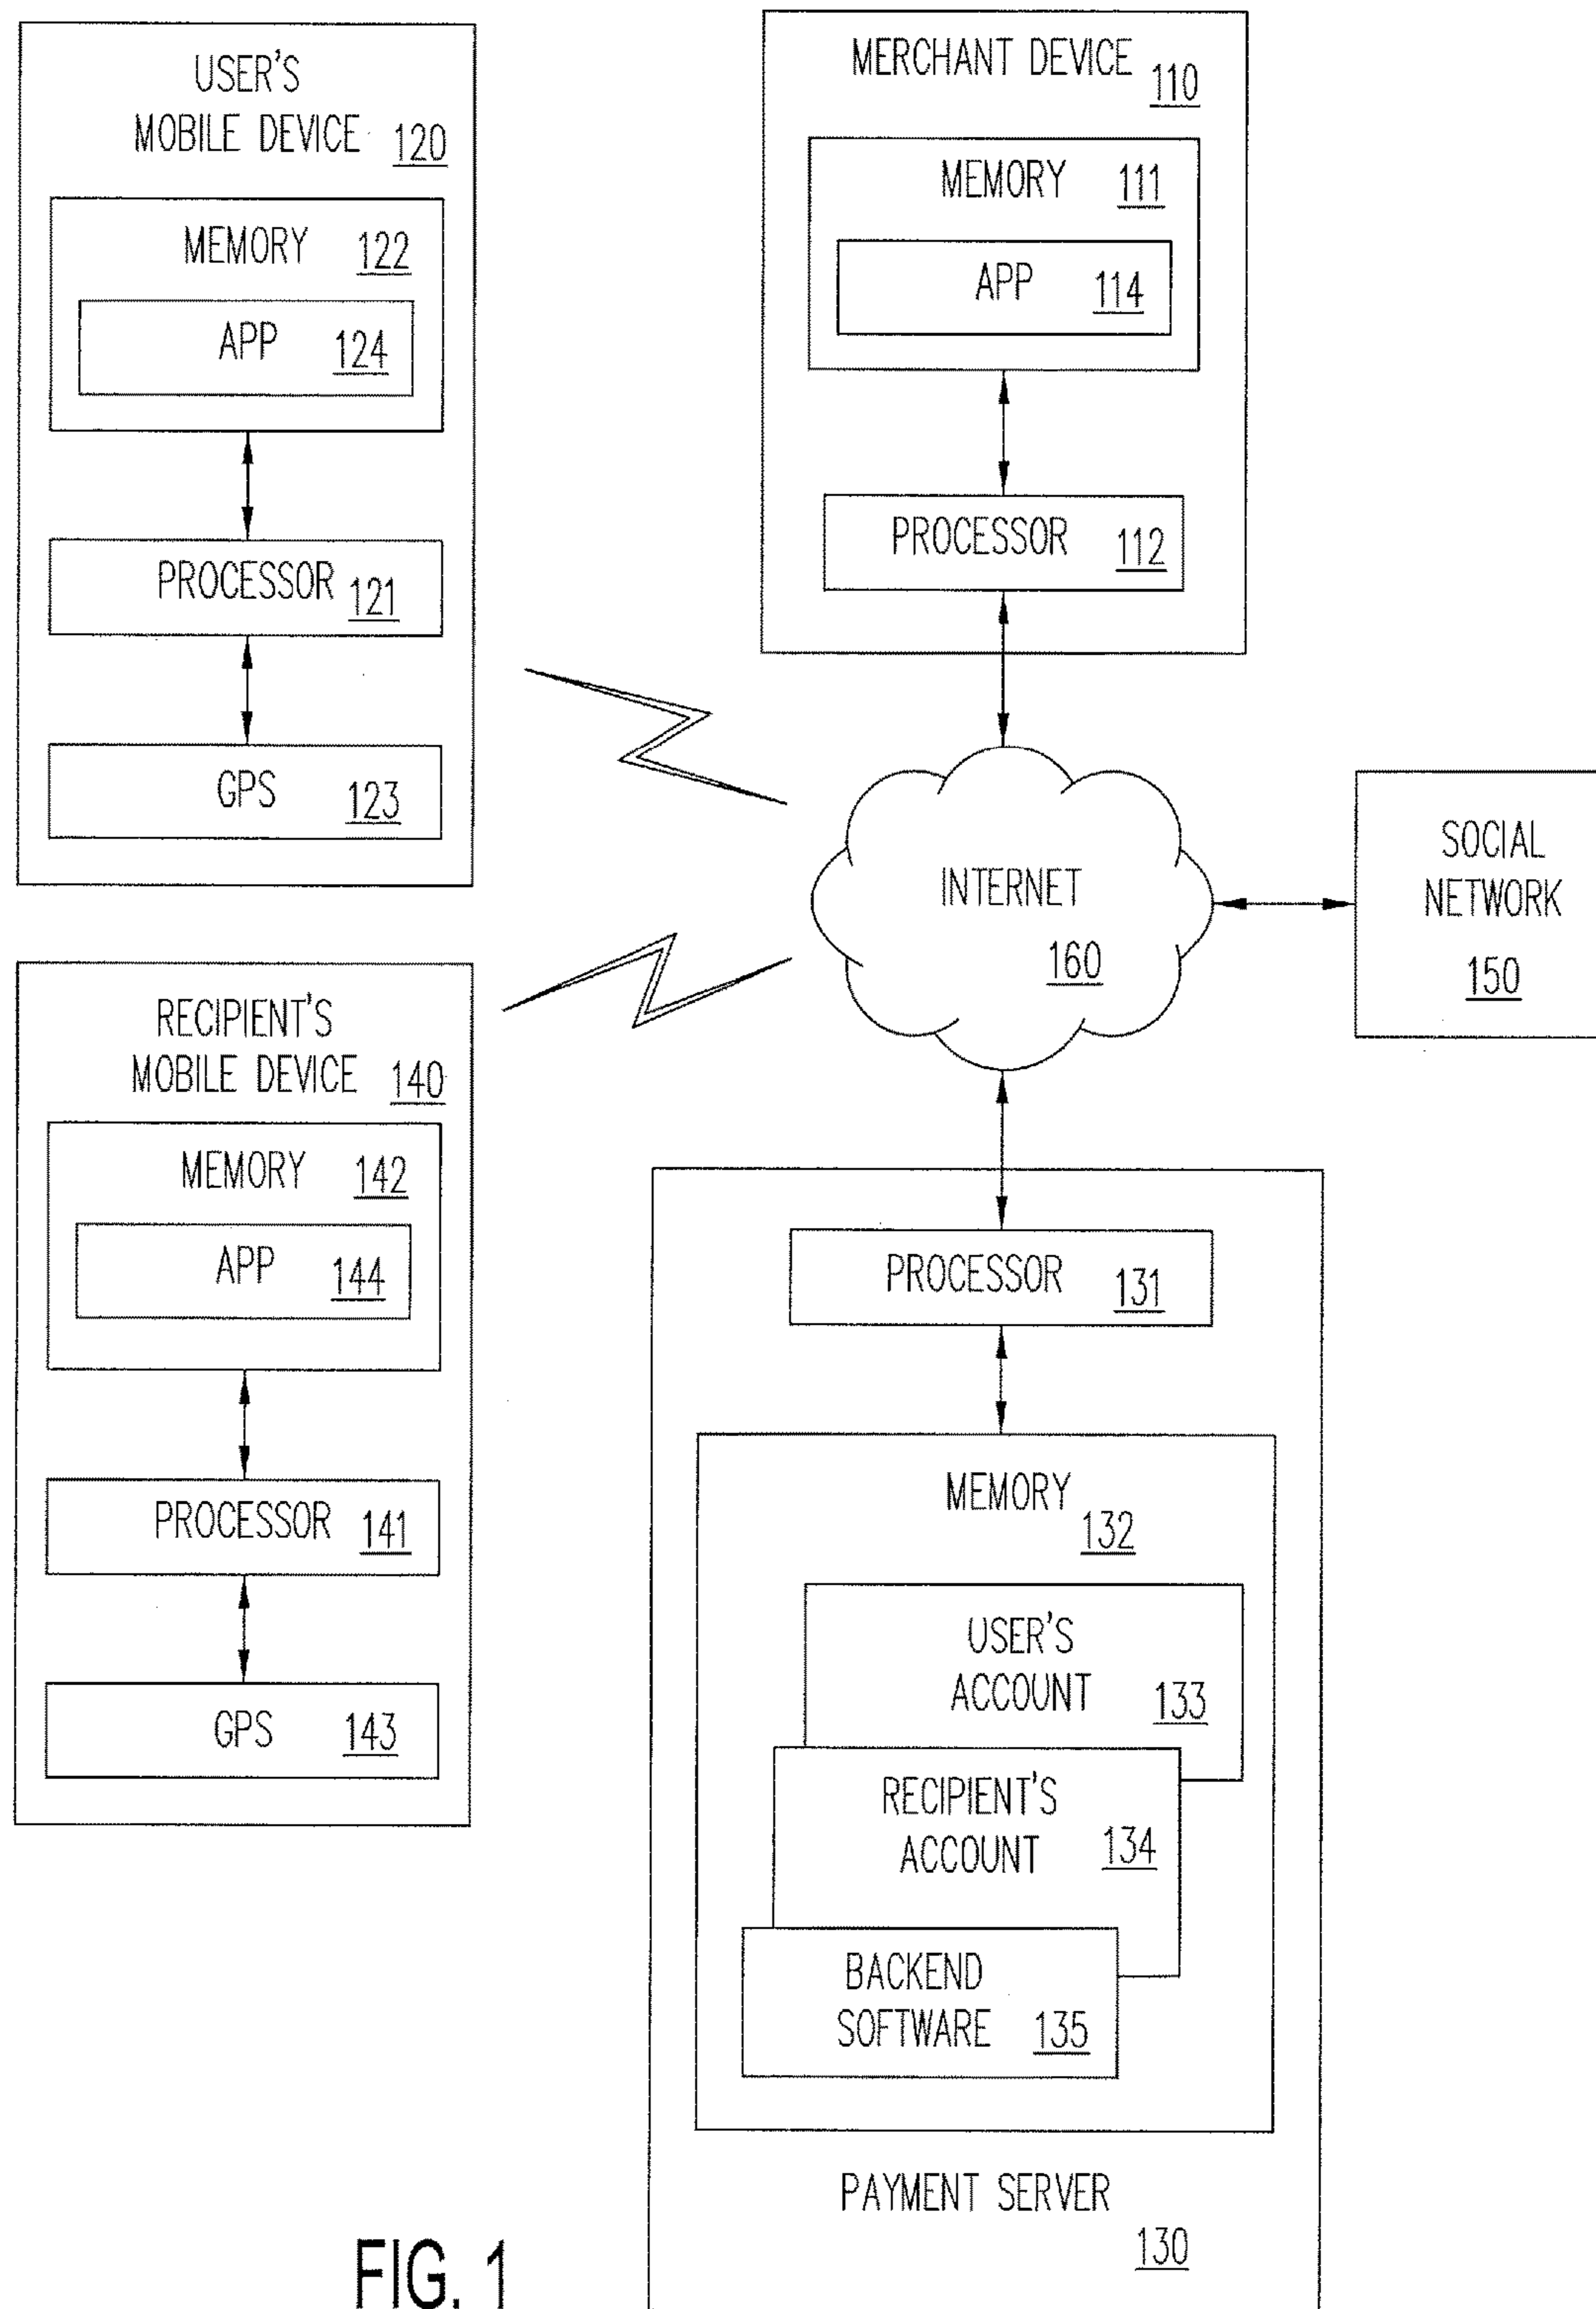 USER'S
MOBILE DEVICE 120
MEMORY 122
APP 124
PROCESSOR 121
GPS 123
MERCHANT DEVICE 110
MEMORY 111
APP 114
PROCESSOR 112
INTERNET
160
SOCIAL
NETWORK
150
RECIPIENT'S
MOBILE DEVICE 140
MEMORY 142
APP 144
PROCESSOR 141
GPS 143
PROCESSOR 131
MEMORY
132
USER'S
ACCOUNT 133
RECIPIENT'S
ACCOUNT 134
BACKEND
SOFTWARE 135
PAYMENT SERVER
130
FIG. 1